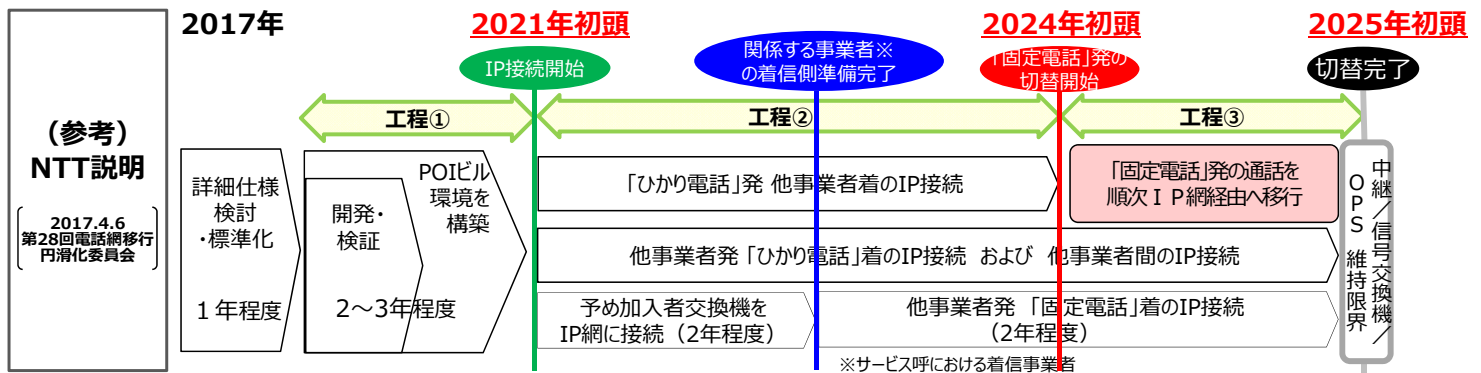 2017年
2021年初頭
2024年初頭
2025年初頭
IP接続開始
関係する事業者※
の着信側準備完了
「固定電話」発の
切替開始
切替完了
工程①
工程②
工程③
（参考）
NTT説明
2017.4.6
第28回電話網移行
円滑化委員会
詳細仕様
検討
・標準化
１年程度
開発・
検証
POIビル
環境を
構築
2～3年程度
「ひかり電話」発 他事業者着のIP接続
「固定電話」発の通話を
順次ＩＰ網経由へ移行
他事業者発「ひかり電話」着のIP接続 および 他事業者間のIP接続
予め加入者交換機を
IP網に接続（2年程度）
他事業者発 「固定電話」着のIP接続
（2年程度）
中継／信号交換機／
OPS 維持限界
※サービス呼における着信事業者